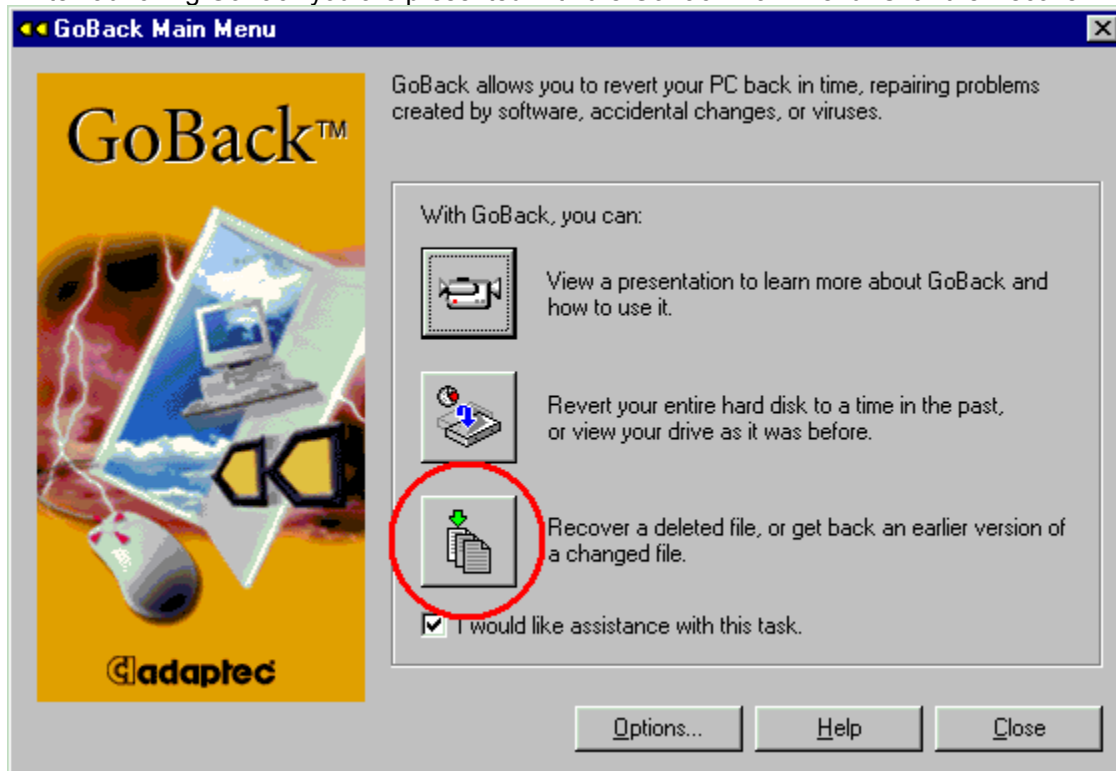 GoBack Main Menu
GoBack™
GoBack allows you to revert your PC back in time, repairing problems
created by software, accidental changes, or viruses.
With GoBack, you can:
View a presentation to learn more about GoBack and
how to use it.
Revert your entire hard disk to a time in the past,
or view your drive as it was before.
Recover a deleted file, or get back an earlier version of
a changed file.
I would like assistance with this task.
adaptec
Options...
Help
Close